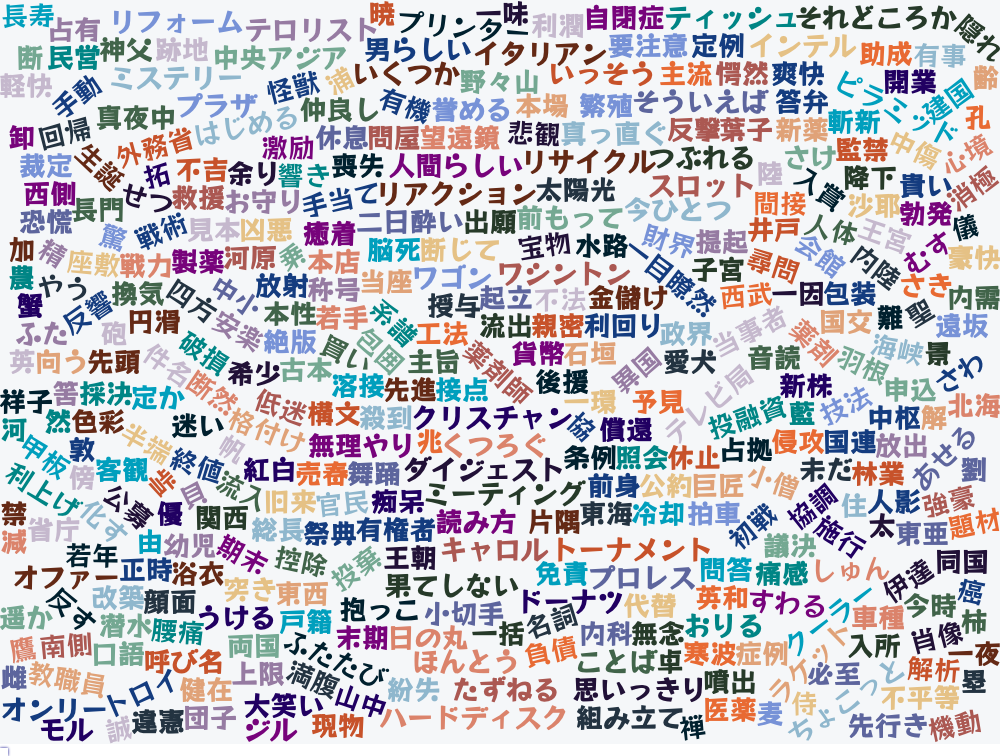 長寿 占有 リフォーム テロリスト 暁 プリンター 一味 利潤 自閉症 ティッシュ それどころか 隠れ
断 民営 神父 跡地 中央アジア 男らしい イタリアン 要注意 定例 インテル 助成 有事
軽快 手動 ミステリー 怪獣 浦 いくつか 野々山 いっそう 主流 愕然 爽快 ピラミッド 開業 建国 齢
真夜中 プラザ 仲良し 有機 誉める 本場 繁殖 そういえば 答弁 斬新 孔
卸 回帰 生誕 外務省 はじめる 激励 休息 問屋 望遠鏡 悲観 真っ直ぐ 反撃 葉子 新薬 監禁 中傷 心境
裁定 せつ 拓 不吉 余り 響き 喪失 人間らしい リサイクル つぶれる 陸 さけ 入賞 降下 貴い 消極
西側 長門 救援 お守り 手当て リアクション 太陽光 スロット 間接 沙耶 勃発 儀
恐慌 驚 戦術 見本 凶悪 癒着 二日酔い 出願 前もって 今ひとつ 財界 提起 井戸 人体 王宮 むす
加 精 座敷 戦力 製薬 河原 乗 本店 脳死 断じて 宝物 水路 一目瞭然 子宮 尋問 会館 内陸 豪快
農 やう 換気 四方 中小 放射 称号 当座 ワゴン ワシントン 西武 一因 包装 さき 内需
蟹 反響 円滑 安楽 本性 若手 系譜 授与 起立 不法 金儲け 国交 難 聖 遠坂
ふた 砲 破損 絶版 買い 包囲 工法 流出 親密 利回り 政界 当事者 薬剤 海峡 景
英 向う 先頭 件名 断然 希少 古本 主旨 薬剤師 貨幣 石垣 異国 愛犬 音読 羽根 さわ
祥子 答 採決 定か 低迷 溶接 先進 接点 後援 一環 予見 テレビ局 新株 技法 申込 北海
河 然 色彩 迷い 格付け 構文 殺到 クリスチャン 協 償還 投融資 藍 中枢 解
甲板 敦 半端 帆 無理やり 兆 くつろぐ 占拠 侵攻 国連 放出 あせる
利上げ 傍 客観 峠 終値 紅白 売春 舞踊 ダイジェスト 条例 照会 休止 未だ 林業 劉
化す 公募 貝 流入 旧来 官民 痴呆 ミーティング 前身 公約 巨匠 小僧 協調 住 人影 強豪
禁 省庁 優 関西 総長 祭典 有権者 読み方 片隅 東海 冷却 拍車 初戦 施行 太 東亜 題材
減 若年 由 幼児 期末 控除 投棄 王朝 キャロル トーナメント 議決 同国
オファー 正時 浴衣 果てしない 免責 プロレス 問答 痛感 しゅん 伊達 癌
遥か 反す 改築 顔面 突き 東西 抱っこ 小切手 ドーナツ 代替 英和 すわる クーラー 今時 柿
潜水 腰痛 うける 戸籍 末期 日の丸 一括 名詞 内科 無念 おりる 車種 肖像
鷹 南側 口語 呼び名 両国 ふたたび ほんとう 負債 ことば 卓 寒波 症例 ラケット 入所 一夜
雌 教職員 健在 上限 満腹 山中 紛失 たずねる 思いっきり 噴出 必至 解析 塁
オンリー トロイ 大笑い 医薬 麦 侍 ちょこっと 不平等
モル 誠 違憲 団子 ジル 現物 ハードディスク 組み立て 禅 先行き 機動